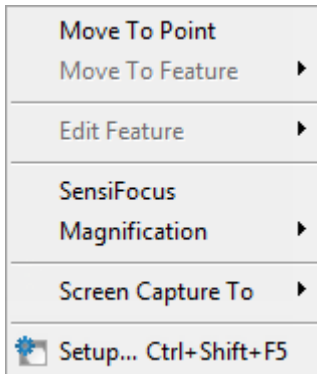 Move To Point
Move To Feature
Edit Feature
SensiFocus
Magnification
Screen Capture To
Setup... Ctrl+Shift+F5